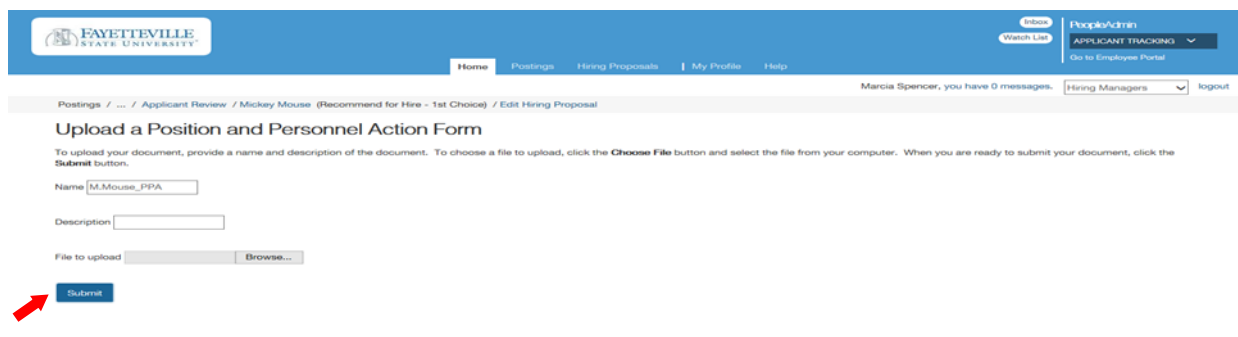 FAYETTEVILLE
STATE UNIVERSITY
Inbox
Watch List
PeopleAdmin
APPLICANT TRACKING
Go to Employee Portal
Home Postings Hiring Proposals | My Profile Help
Marcia Spencer, you have 0 messages. Hiring Managers logout
Postings / ... / Applicant Review / Mickey Mouse (Recommend for Hire - 1st Choice) / Edit Hiring Proposal
Upload a Position and Personnel Action Form
To upload your document, provide a name and description of the document. To choose a file to upload, click the Choose File button and select the file from your computer. When you are ready to submit your document, click the
Submit button.
Name M.Mouse_PPA
Description
File to upload Browse...
Submit